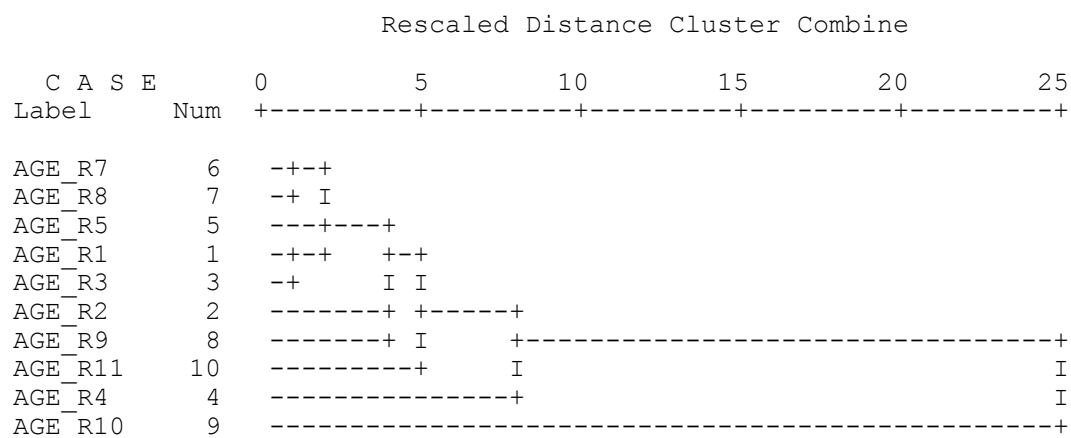 Rescaled Distance Cluster Combine
C A S E 0 5 10 15 20 25
Label Num +---------+---------+---------+---------+---------+
AGE_R7 6 -+-+
AGE_R8 7 -+ I
AGE_R5 5 ---+---+
AGE_R1 1 -+-+ +-+
AGE_R3 3 -+ I I
AGE_R2 2 -------+ +-----+
AGE_R9 8 -------+ I +---------------------------------+
AGE_R11 10 ---------+ I I
AGE_R4 4 ---------------+ I
AGE_R10 9 -------------------------------------------------+